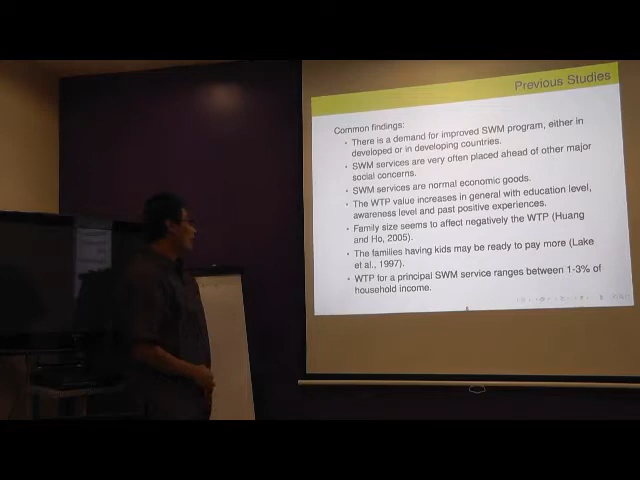 Previous Studies
Common findings:
• There is a demand for improved SWM program, either in
developed or in developing countries.
• SWM services are very often placed ahead of other major
social concerns.
• SWM services are normal economic goods.
• The WTP value increases in general with education level,
awareness level and past positive experiences.
• Family size seems to affect negatively the WTP (Huang
and Ho, 2005).
• The families having kids may be ready to pay more (Lake
et al., 1997).
• WTP for a principal SWM service ranges between 1-3% of
household income.